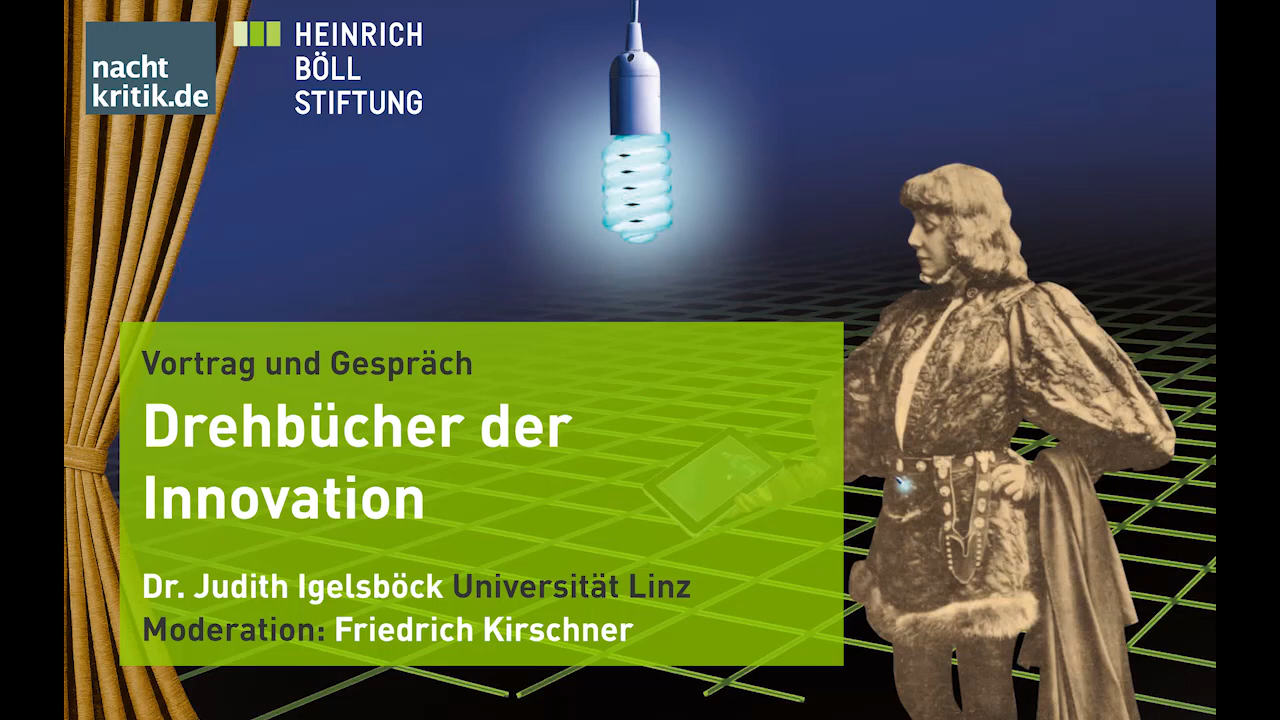 nacht
kritik.de
HEINRICH
BÖLL
STIFTUNG
Vortrag und Gespräch
Drehbücher der
Innovation
Dr. Judith Igelsböck Universität Linz
Moderation: Friedrich Kirschner